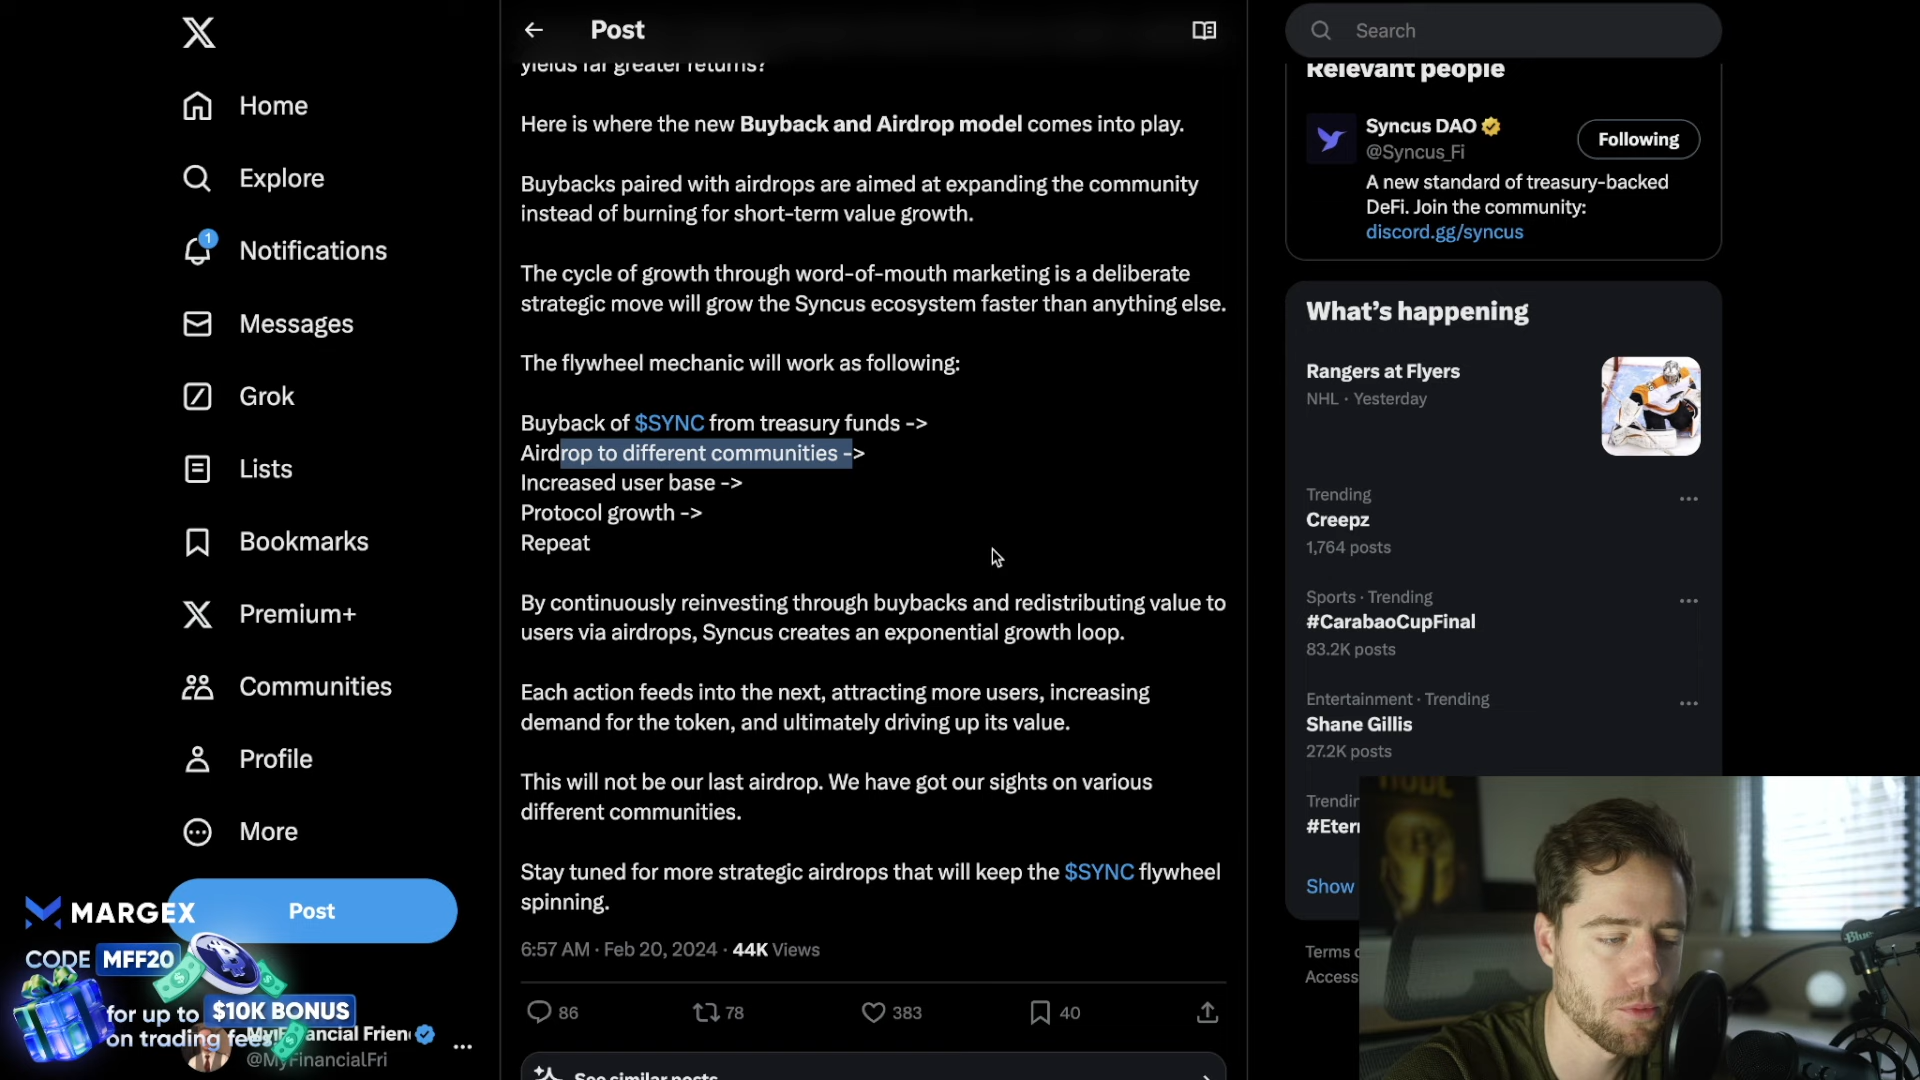 Home
Explore
1
Notifications
Messages
Grok
Lists
Bookmarks
Premium+
Communities
Profile
More
Post
MARGEX
CODE MFF20
for up to $10K BONUS
on trading fees
@MyFinancialFri
Post
yields far greater returns?
Here is where the new Buyback and Airdrop model comes into play.
Buybacks paired with airdrops are aimed at expanding the community
instead of burning for short-term value growth.
The cycle of growth through word-of-mouth marketing is a deliberate
strategic move will grow the Syncus ecosystem faster than anything else.
The flywheel mechanic will work as following:
Buyback of $SYNC from treasury funds ->
Airdrop to different communities ->
Increased user base ->
Protocol growth ->
Repeat
By continuously reinvesting through buybacks and redistributing value to
users via airdrops, Syncus creates an exponential growth loop.
Each action feeds into the next, attracting more users, increasing
demand for the token, and ultimately driving up its value.
This will not be our last airdrop. We have got our sights on various
different communities.
Stay tuned for more strategic airdrops that will keep the $SYNC flywheel
spinning.
6:57 AM · Feb 20, 2024 · 44K Views
86
78
383
40
See similar posts
Search
Relevant people
Syncus DAO
@Syncus_Fi
Following
A new standard of treasury-backed
DeFi. Join the community:
discord.gg/syncus
What's happening
Rangers at Flyers
NHL · Yesterday
Trending
Creepz
1,764 posts
Sports · Trending
#CarabaoCupFinal
83.2K posts
Entertainment · Trending
Shane Gillis
27.2K posts
Trendin
#Eter
Show
Terms
Access
Blue